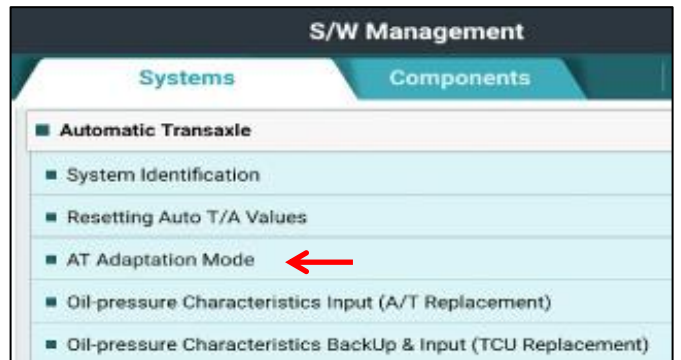 S/W Management
Systems
Components
Automatic Transaxle
System Identification
Resetting Auto T/A Values
AT Adaptation Mode
Oil-pressure Characteristics Input (A/T Replacement)
Oil-pressure Characteristics BackUp & Input (TCU Replacement)